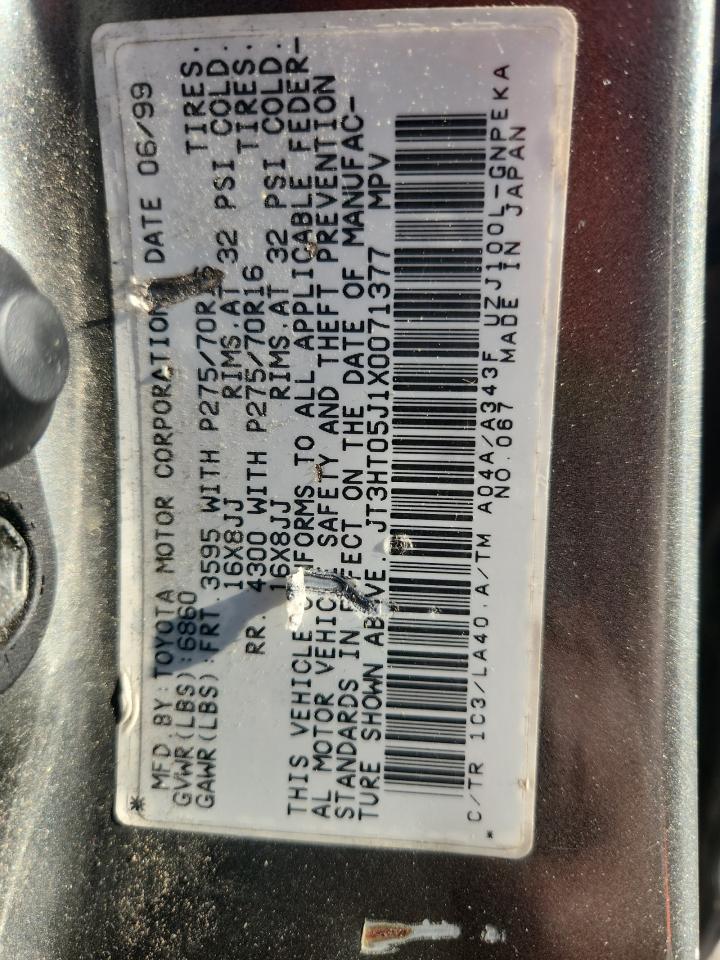 MFD.BY:TOYOTA MOTOR CORPORATION DATE 06/99
GVWR(LBS):6860
GAWR(LBS):FRT.3595 WITH P275/70R16 TIRES.
16X8JJ RIMS.AT 32 PSI COLD.
RR. 4300 WITH P275/70R16 TIRES.
16X8JJ RIMS.AT 32 PSI COLD.
THIS VEHICLE CONFORMS TO ALL APPLICABLE FEDER-
AL MOTOR VEHICLE SAFETY AND THEFT PREVENTION
STANDARDS IN EFFECT ON THE DATE OF MANUFAC-
TURE SHOWN ABOVE.JT3HT05J1X0071377 MPV
C/TR 1C3/LA40.A/TM A04A/A343F UZJ100L-GNPEKA
NO.067 MADE IN JAPAN